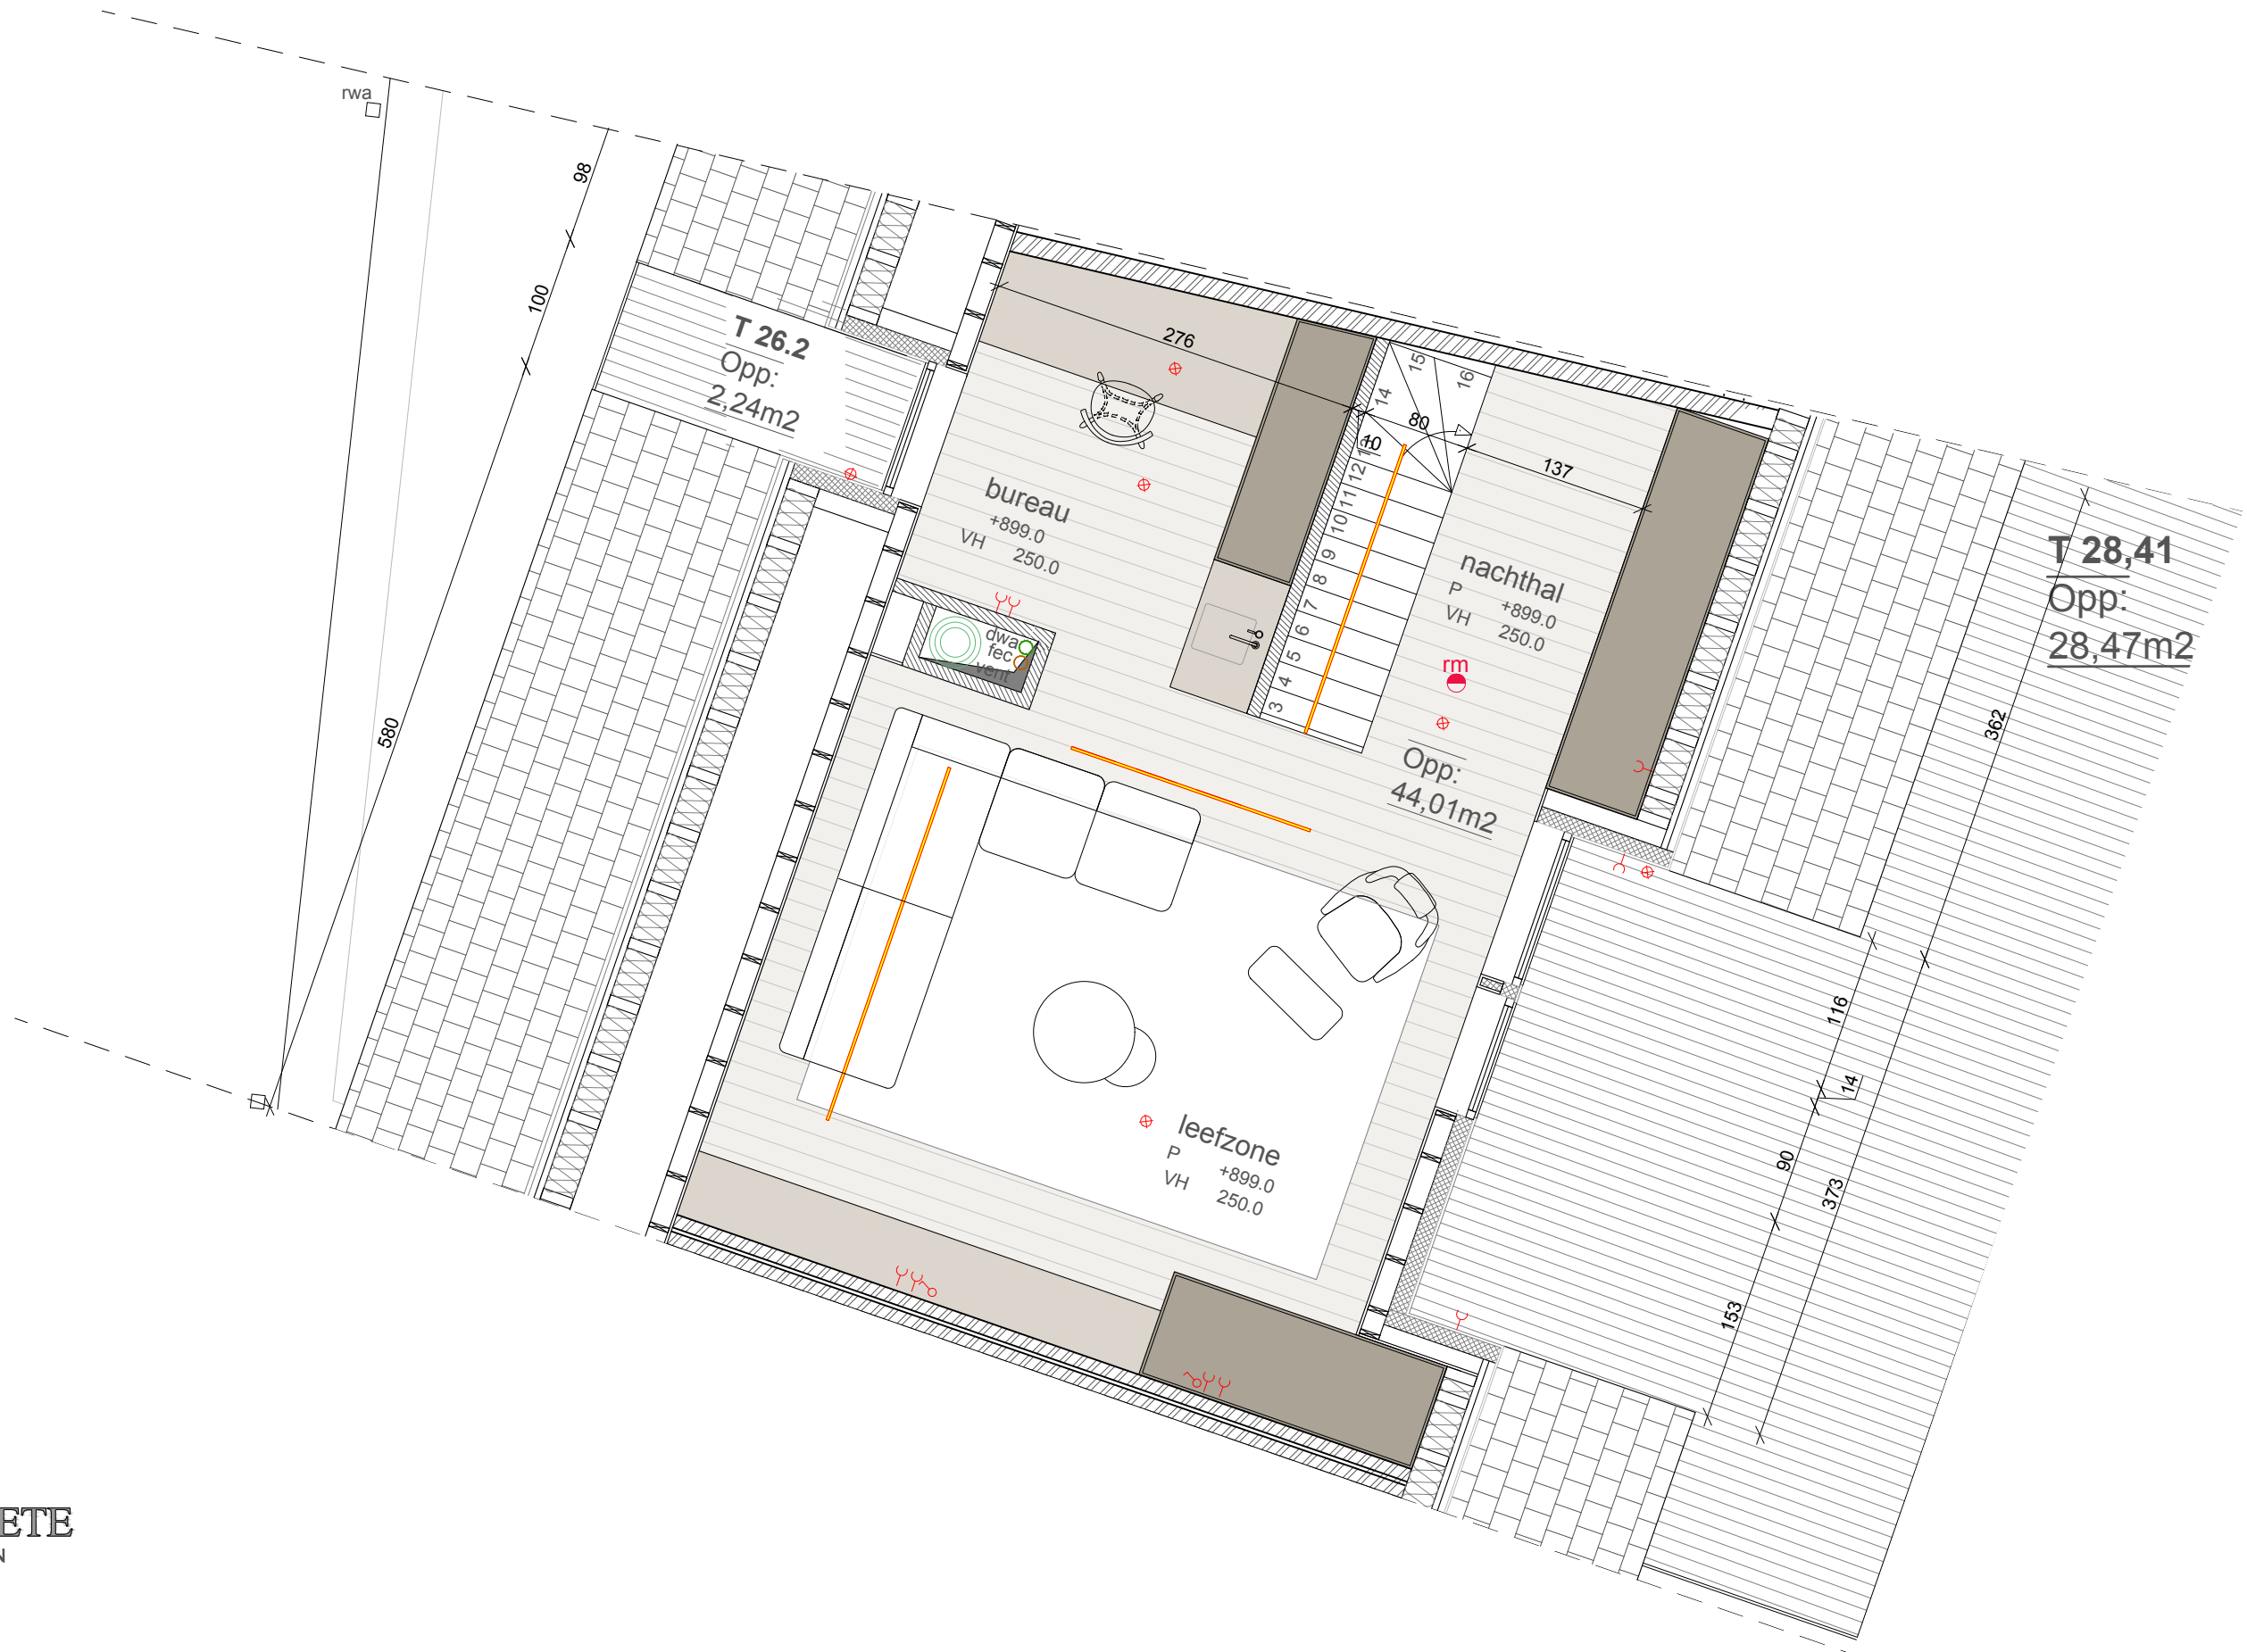 rwa
98
100
580
T 26.2
Opp:
2,24m2
276
bureau
+899.0
VH 250.0
dwa
fec
vent
15
16
14
80
10
12
11
10
9
8
7
6
5
4
3
137
nachthal
P +899.0
VH 250.0
rm
Opp:
44,01m2
T 28,41
Opp:
28,47m2
362
116
14
90
373
153
leefzone
P +899.0
VH 250.0
ETE
N